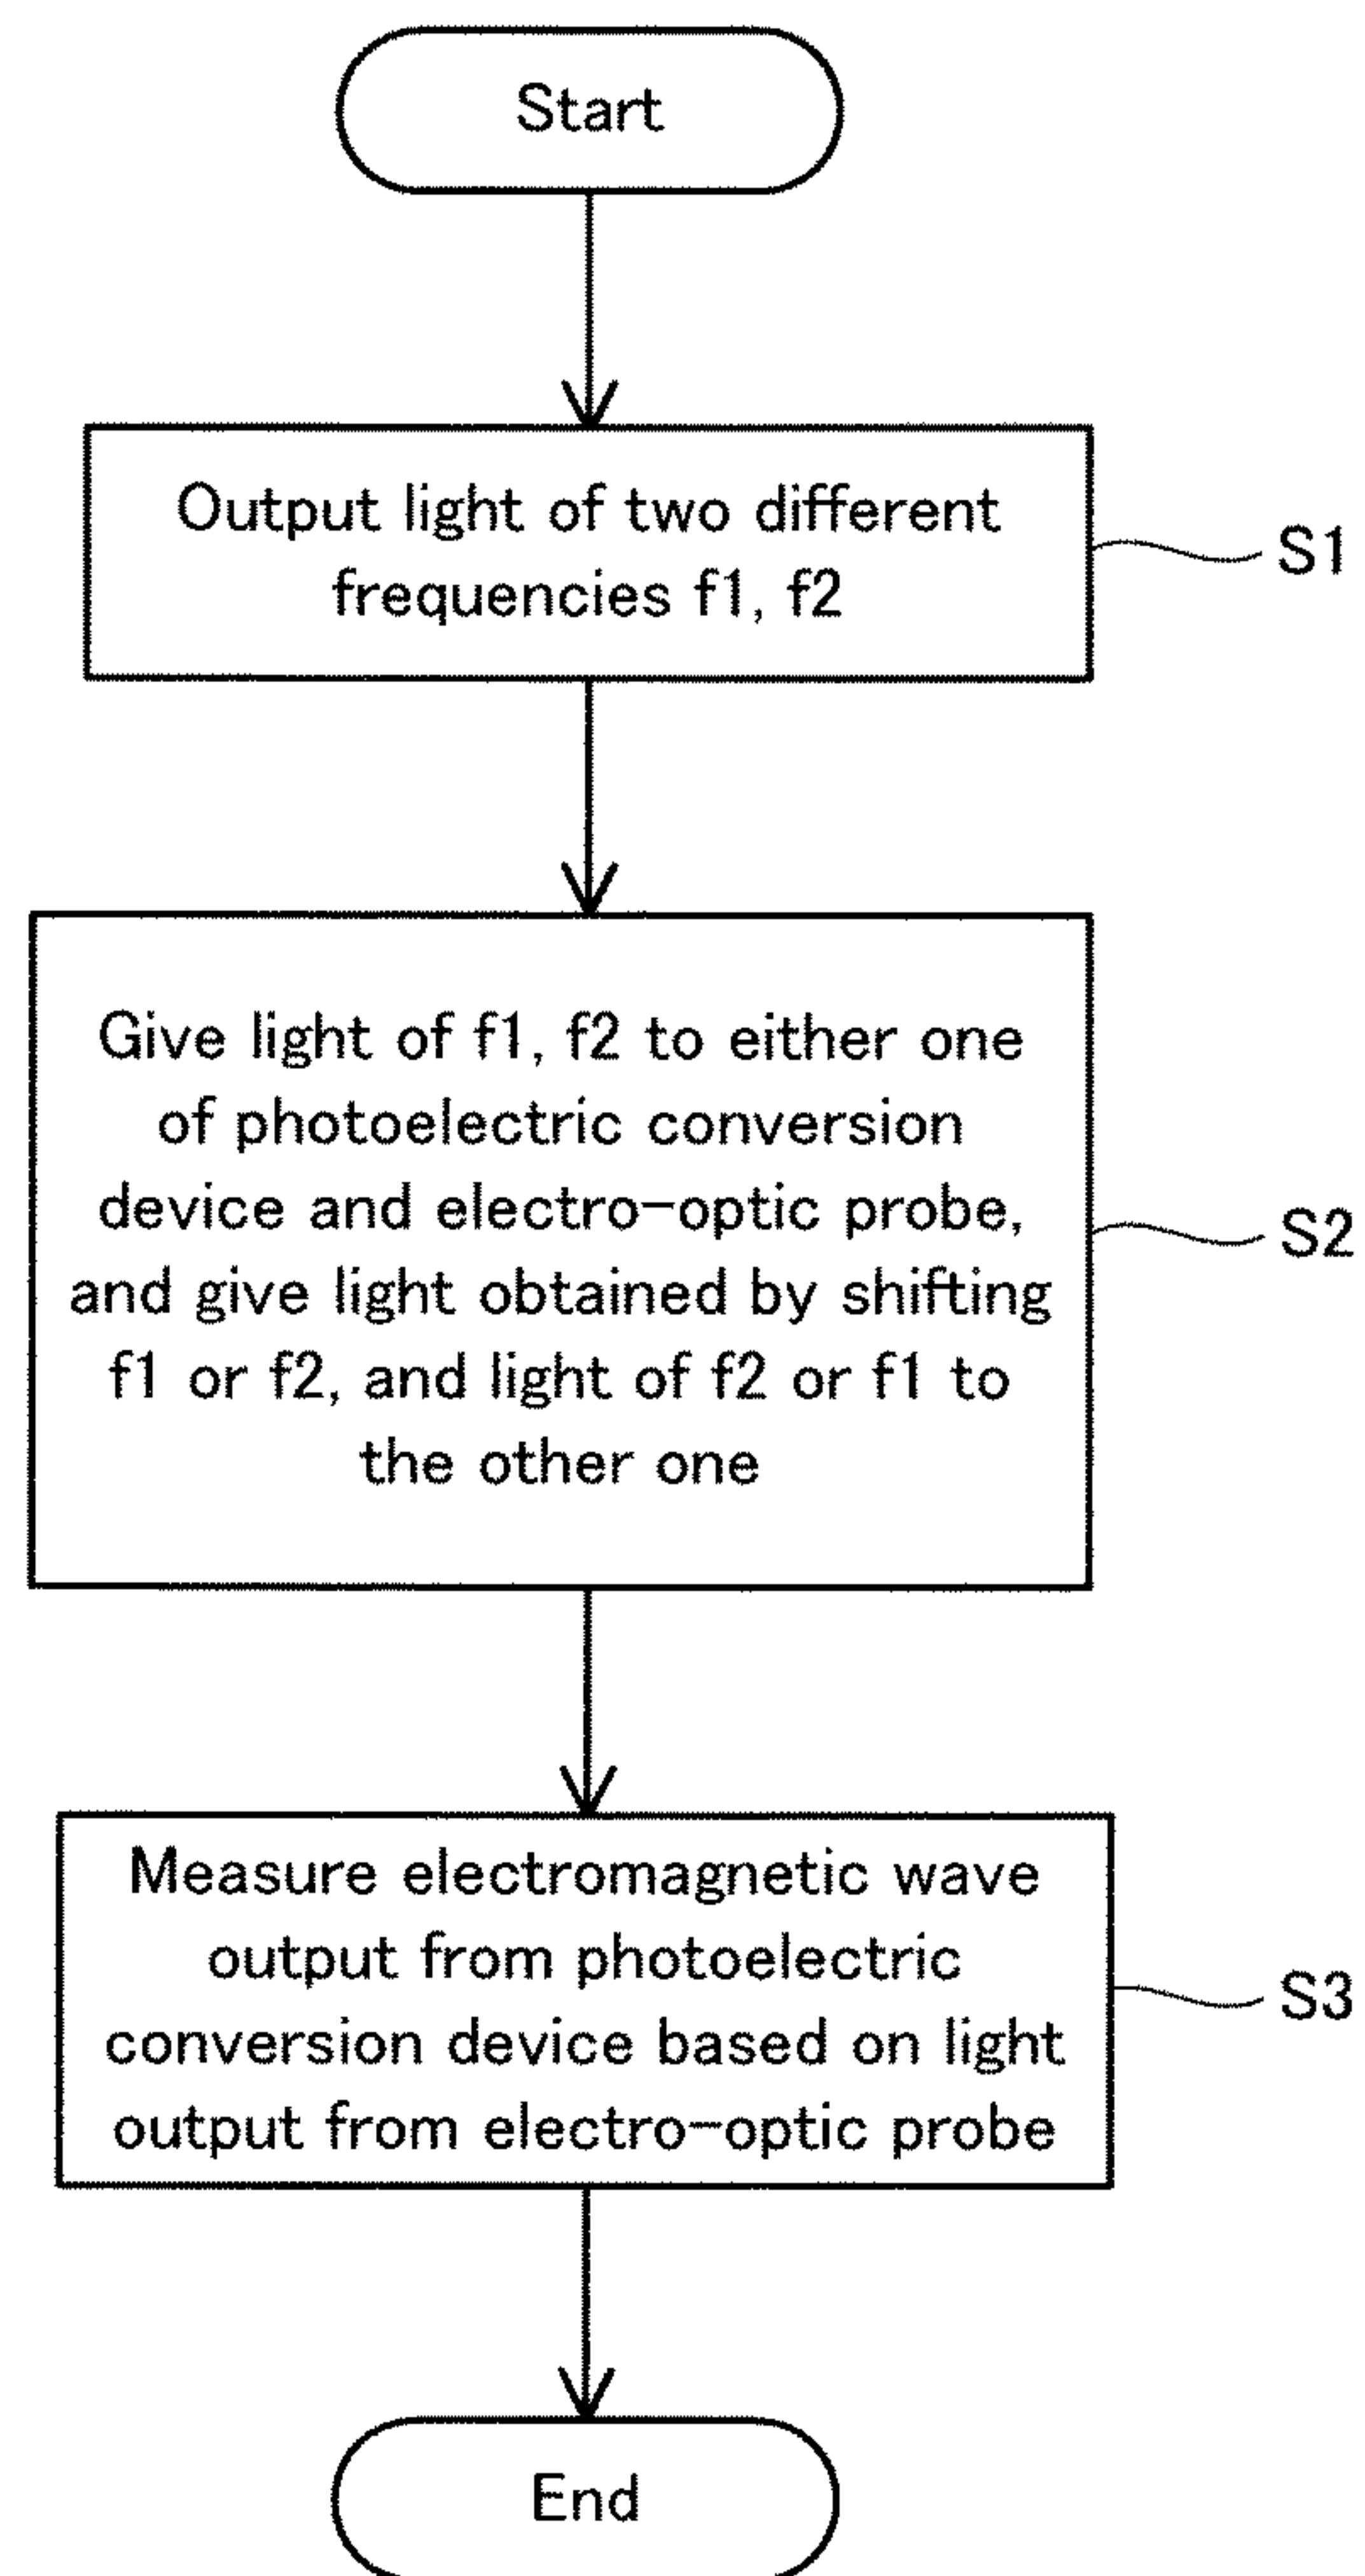 Start
Output light of two different
frequencies f1, f2
S1
Give light of f1, f2 to either one
of photoelectric conversion
device and electro-optic probe,
and give light obtained by shifting
f1 or f2, and light of f2 or f1 to
the other one
S2
Measure electromagnetic wave
output from photoelectric
conversion device based on light
output from electro-optic probe
S3
End